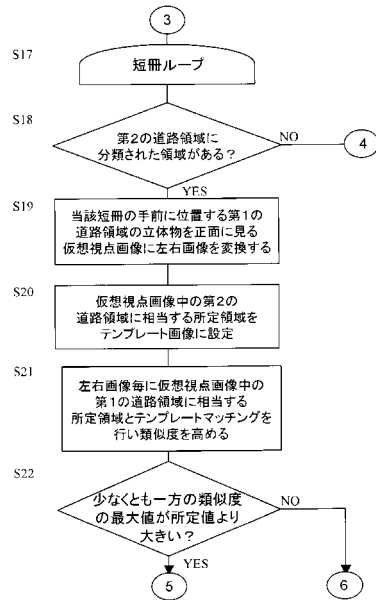 3
S17
短冊ループ
S18
第2の道路領域に
分類された領域がある?
NO
4
YES
S19
当該短冊の手前に位置する第1の
道路領域の立体物を正面に見る
仮想視点画像に左右画像を変換する
S20
仮想視点画像中の第2の
道路領域に相当する所定領域を
テンプレート画像に設定
S21
左右画像毎に仮想視点画像中の
第1の道路領域に相当する
所定領域とテンプレートマッチングを
行い類似度を高める
S22
少なくとも一方の類似度
の最大値が所定値より
大きい?
NO
YES
5
6